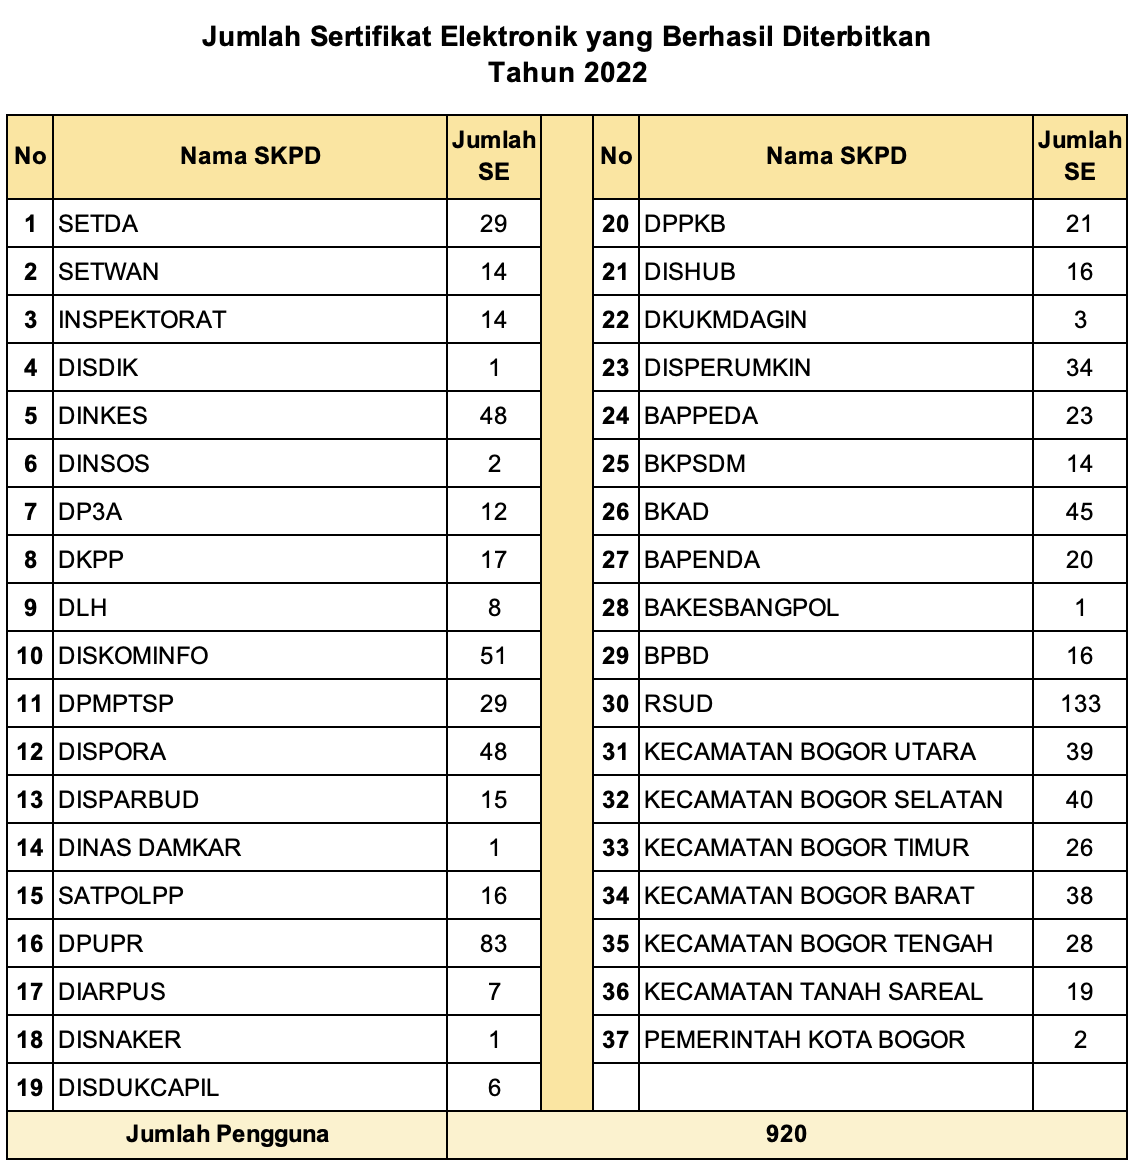 Jumlah Sertifikat Elektronik yang Berhasil Diterbitkan
Tahun 2022
No Nama SKPD Jumlah SE No Nama SKPD Jumlah SE
1 SETDA 29 20 DPPKB 21
2 SETWAN 14 21 DISHUB 16
3 INSPEKTORAT 14 22 DKUKMDAGIN 3
4 DISDIK 1 23 DISPERUMKIN 34
5 DINKES 48 24 BAPPEDA 23
6 DINSOS 2 25 BKPSDM 14
7 DP3A 12 26 BKAD 45
8 DKPP 17 27 BAPENDA 20
9 DLH 8 28 BAKESBANGPOL 1
10 DISKOMINFO 51 29 BPBD 16
11 DPMPTSP 29 30 RSUD 133
12 DISPORA 48 31 KECAMATAN BOGOR UTARA 39
13 DISPARBUD 15 32 KECAMATAN BOGOR SELATAN 40
14 DINAS DAMKAR 1 33 KECAMATAN BOGOR TIMUR 26
15 SATPOLPP 16 34 KECAMATAN BOGOR BARAT 38
16 DPUPR 83 35 KECAMATAN BOGOR TENGAH 28
17 DIARPUS 7 36 KECAMATAN TANAH SAREAL 19
18 DISNAKER 1 37 PEMERINTAH KOTA BOGOR 2
19 DISDUKCAPIL 6
Jumlah Pengguna 920